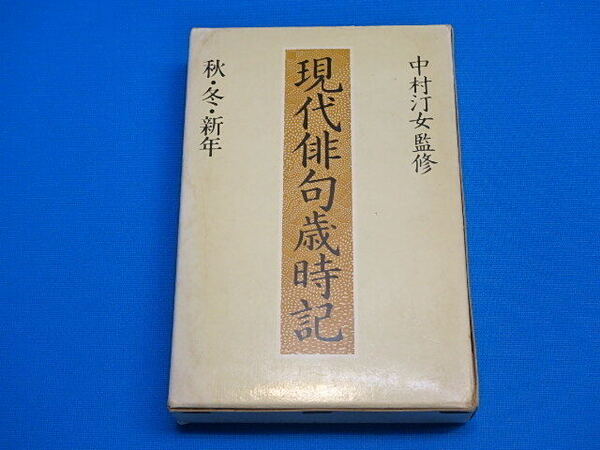 中村汀女監修
現代俳句歳時記
秋・冬・新年